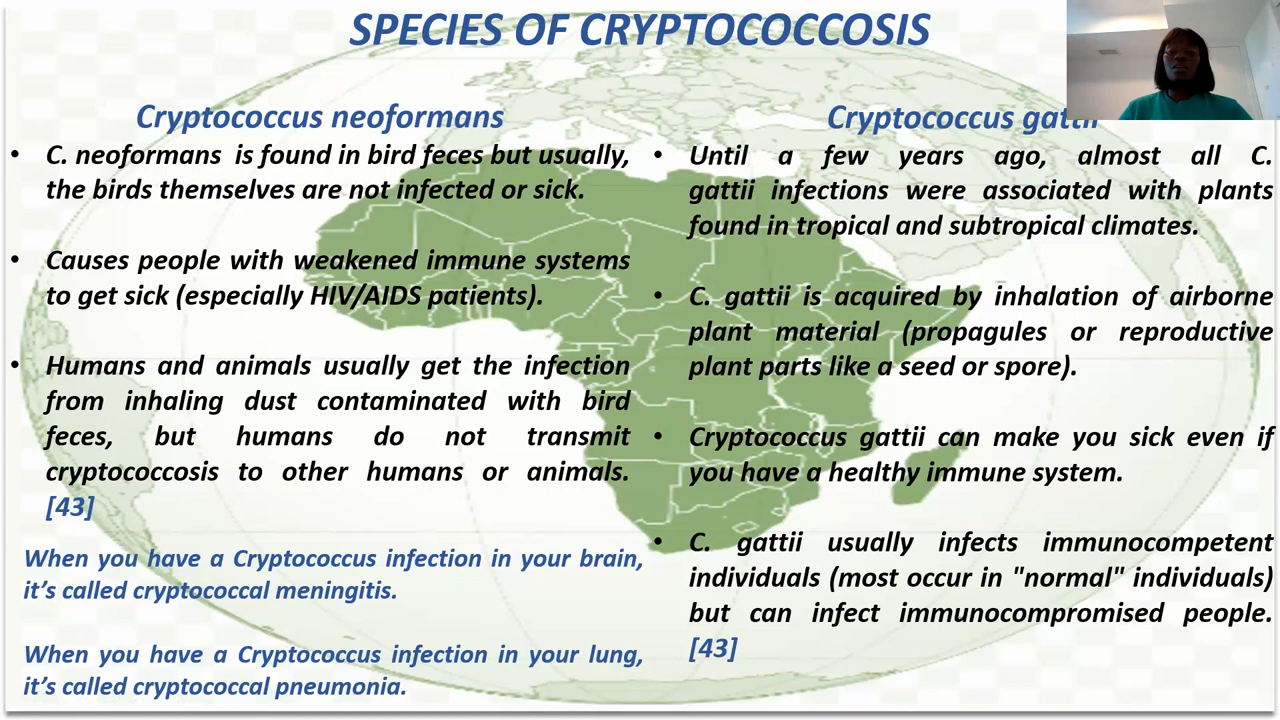 SPECIES OF CRYPTOCOCCOSIS
Cryptococcus neoformans
• C. neoformans is found in bird feces but usually,
the birds themselves are not infected or sick.
• Causes people with weakened immune systems
to get sick (especially HIV/AIDS patients).
• Humans and animals usually get the infection
from inhaling dust contaminated with bird
feces, but humans do not transmit
cryptococcosis to other humans or animals.
[43]
When you have a Cryptococcus infection in your brain,
it’s called cryptococcal meningitis.
When you have a Cryptococcus infection in your lung,
it’s called cryptococcal pneumonia.
Cryptococcus gattii
• Until a few years ago, almost all C.
gattii infections were associated with plants
found in tropical and subtropical climates.
• C. gattii is acquired by inhalation of airborne
plant material (propagules or reproductive
plant parts like a seed or spore).
• Cryptococcus gattii can make you sick even if
you have a healthy immune system.
• C. gattii usually infects immunocompetent
individuals (most occur in "normal" individuals)
but can infect immunocompromised people.
[43]